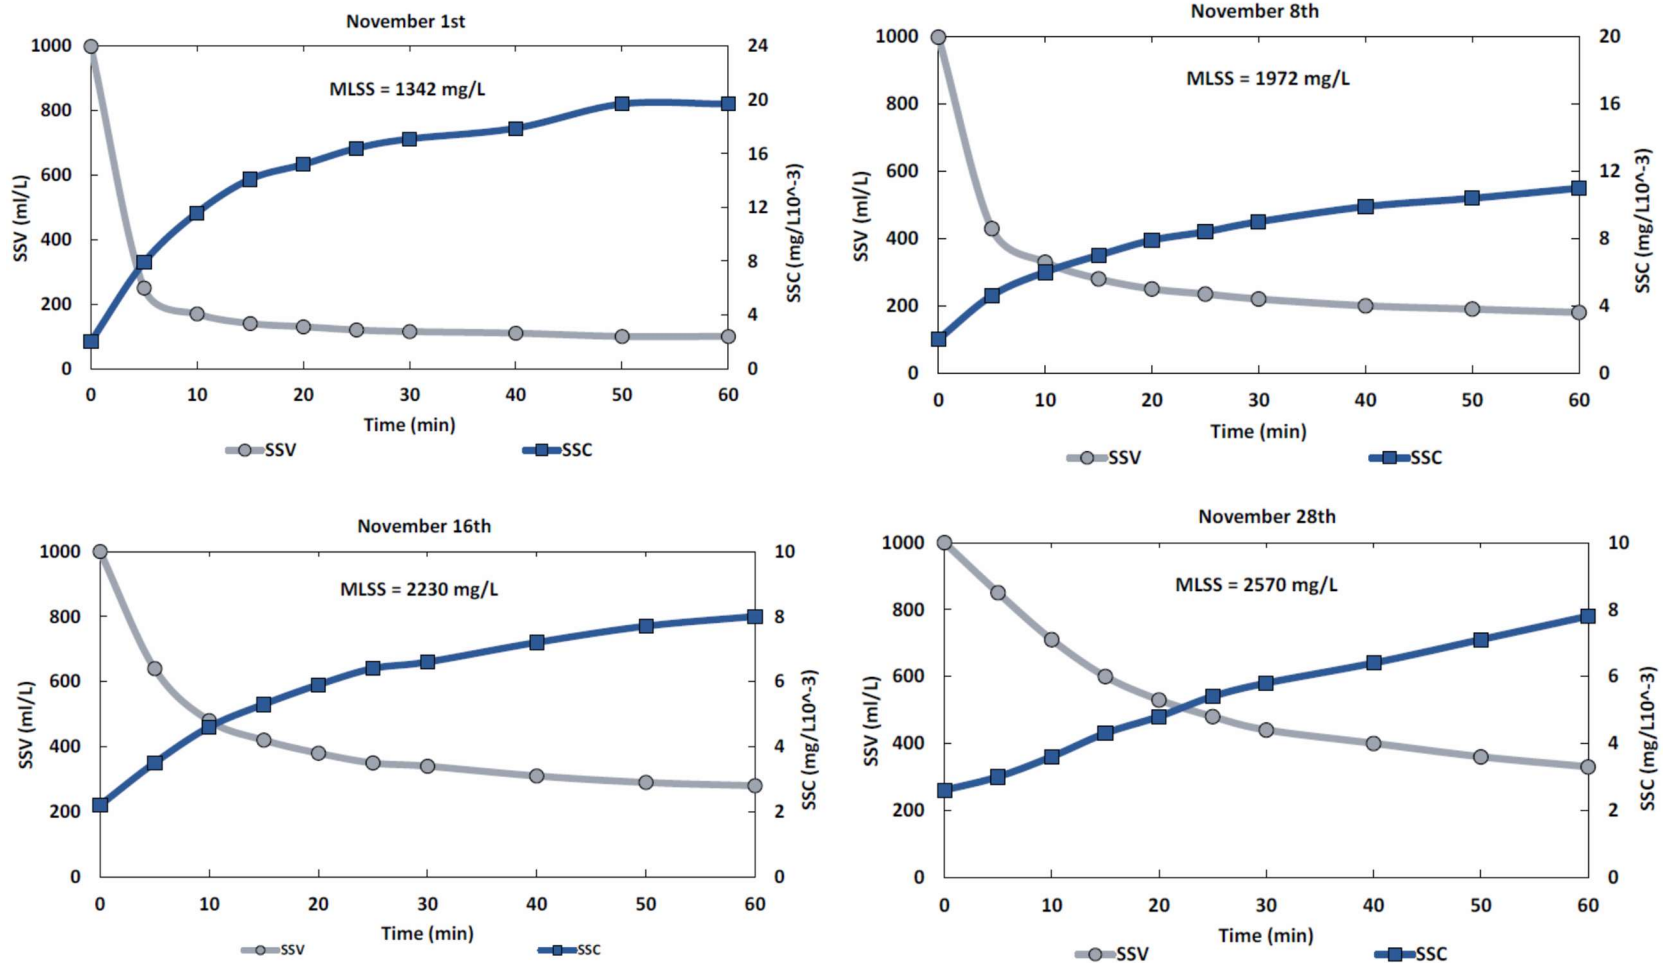 November 1st
MLSS = 1342 mg/L
SSV (ml/L)
1000
800
600
400
200
0
24
20
16
12
8
4
0
SSC (mg/L10^-3)
0 5 10 15 20 25 30 40 50 60
Time (min)
SSV SSC
November 8th
MLSS = 1972 mg/L
SSV (ml/L)
1000
800
600
400
200
0
20
16
12
8
4
0
SSC (mg/L10^-3)
0 10 20 30 40 50 60
Time (min)
SSV SSC
November 16th
MLSS = 2230 mg/L
SSV (ml/L)
1000
800
600
400
200
0
10
8
6
4
2
0
SSC (mg/L10^-3)
0 10 20 30 40 50 60
Time (min)
SSV SSC
November 28th
MLSS = 2570 mg/L
SSV (ml/L)
1000
800
600
400
200
0
10
8
6
4
2
0
SSC (mg/L10^-3)
0 10 20 30 40 50 60
Time (min)
SSV SSC